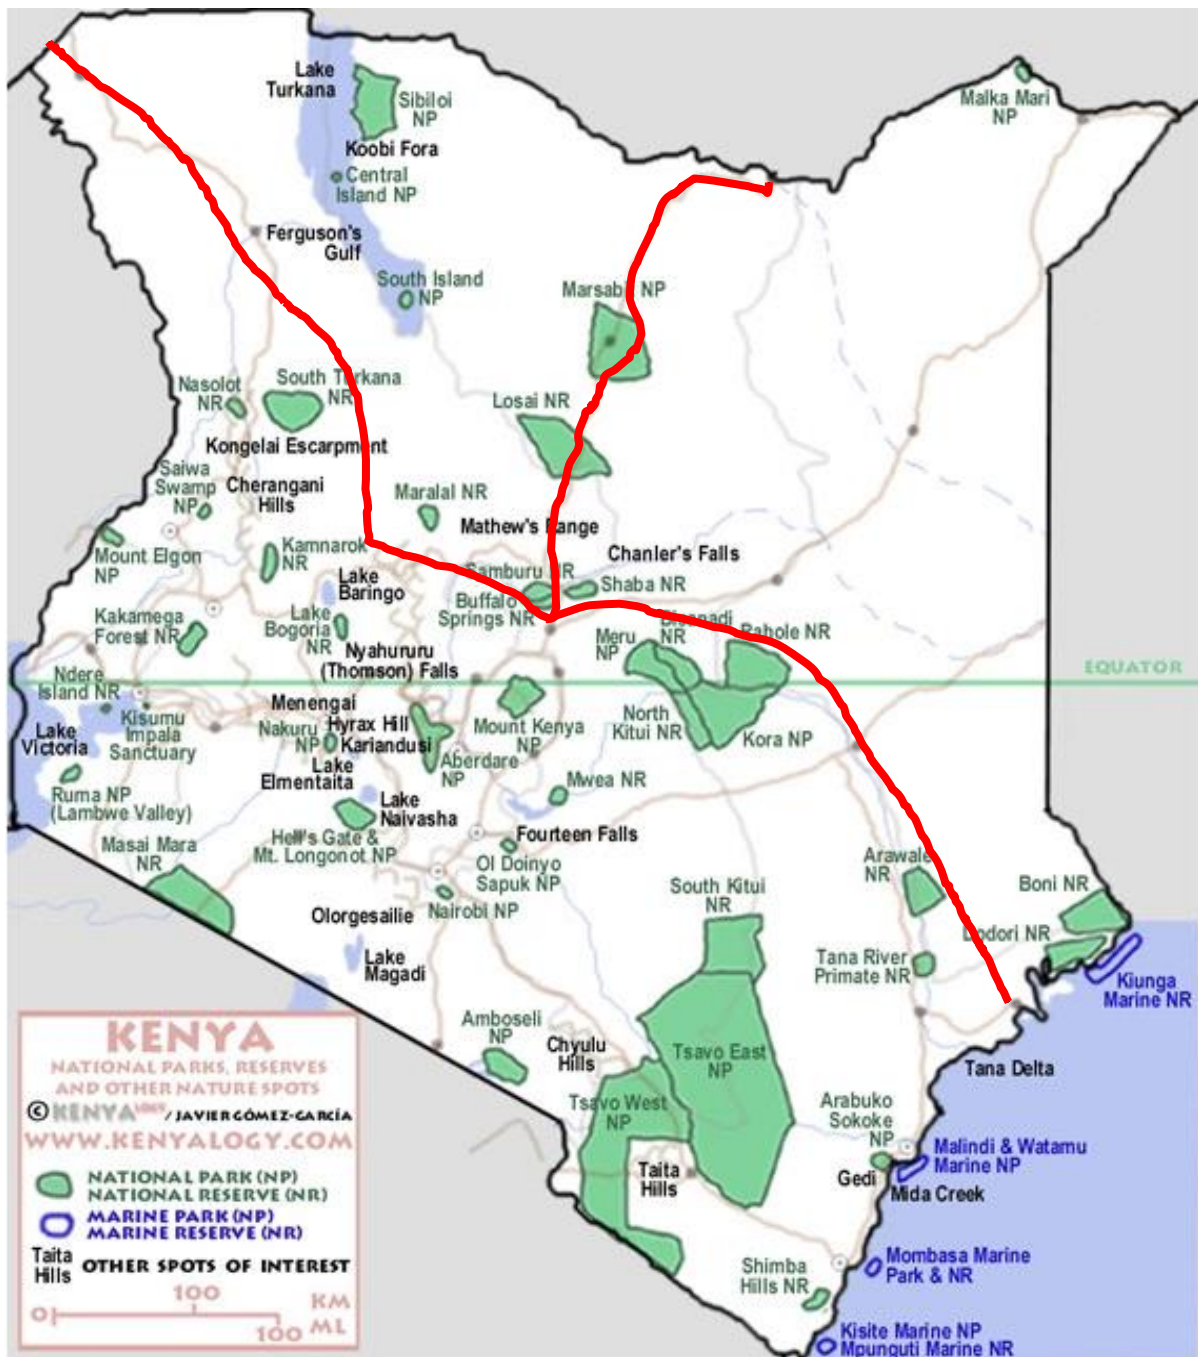 Lake
Turkana
Sibiloi
NP
Malka Mari
NR
Koobi Fora
Central
Island NP
Ferguson's
Gulf
South Island
NP
Marsabit NP
Nasolot
NR
South Turkana
NR
Losai NR
Kongelai Escarpment
Saiwa
Swamp
NP
Cherangani
Hills
Maralal NR
Mathew's Range
Mount Elgon
NP
Kamnarok
NR
Chanler's Falls
Samburu NR
Shaba NR
Lake
Baringo
Buffalo
Springs NR
Kakamega
Forest NR
Lake
Bogoria
NR
Bisanadi
NR
Rahole NR
Meru
NP
Nyahururu
(Thomson) Falls
EQUATOR
Ndere
Island NR
Menengai
Kisumu
Impala
Sanctuary
Nakuru
NP
Hyrax Hill
Kariandusi
Mount Kenya
NP
North
Kitui NR
Kora NP
Lake
Victoria
Lake
Elmentaita
Aberdare
NP
Mwea NR
Ruma NP
(Lambwe Valley)
Lake
Naivasha
Masai Mara
NR
Hell's Gate &
Mt. Longonot NP
Fourteen Falls
Ol Doinyo
Sapuk NP
Arawale
NR
South Kitui
NR
Boni NR
Olorgesailie
Nairobi NP
Dodori NR
Lake
Magadi
Tana River
Primate NR
Kiunga
Marine NR
Amboseli
NP
Chyulu
Hills
Tsavo East
NP
Tana Delta
Tsavo West
NP
Arabuko
Sokoke
NP
Malindi & Watamu
Marine NP
Taita
Hills
Gedi
Mida Creek
Shimba
Hills NR
Mombasa Marine
Park & NR
Kisite Marine NP
Mpunguti Marine NR
KENYA
NATIONAL PARKS, RESERVES
AND OTHER NATURE SPOTS
© KENYALOGY / JAVIER GÓMEZ-GARCÍA
WWW.KENYALOGY.COM
NATIONAL PARK (NP)
NATIONAL RESERVE (NR)
MARINE PARK (NP)
MARINE RESERVE (NR)
Taita
Hills
OTHER SPOTS OF INTEREST
100
KM
0
100 ML